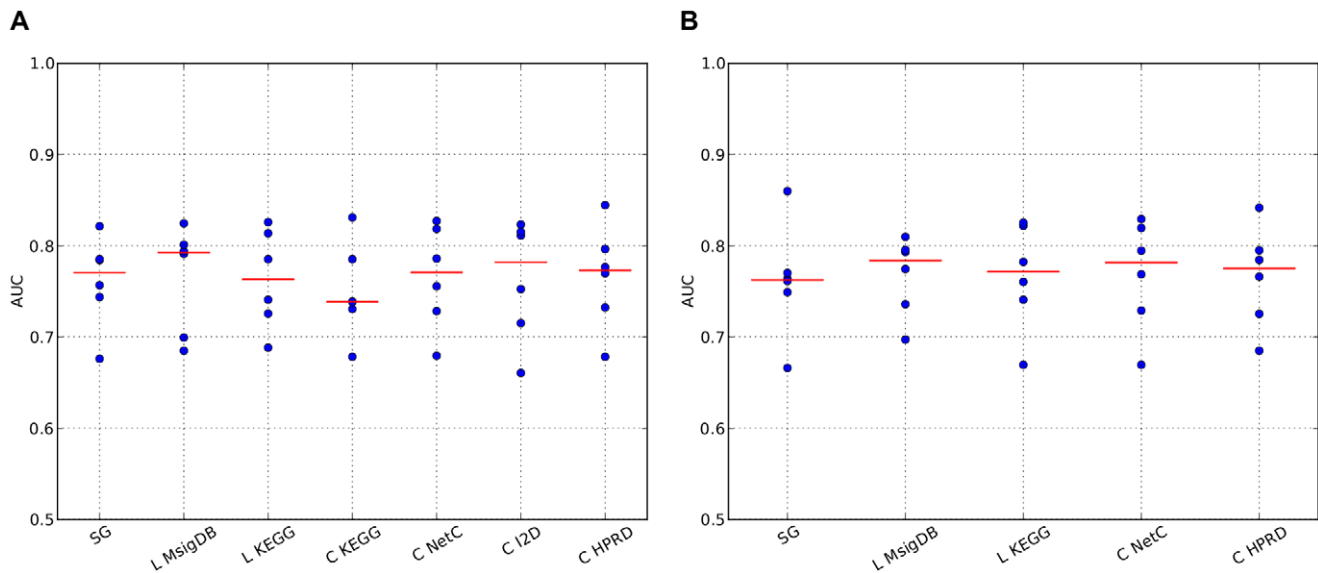 A
1.0
0.9
0.8
0.7
0.6
0.5
AUC
SG
L MsigDB
L KEGG
C KEGG
C NetC
C I2D
C HPRD
B
1.0
0.9
0.8
0.7
0.6
0.5
AUC
SG
L MsigDB
L KEGG
C NetC
C HPRD